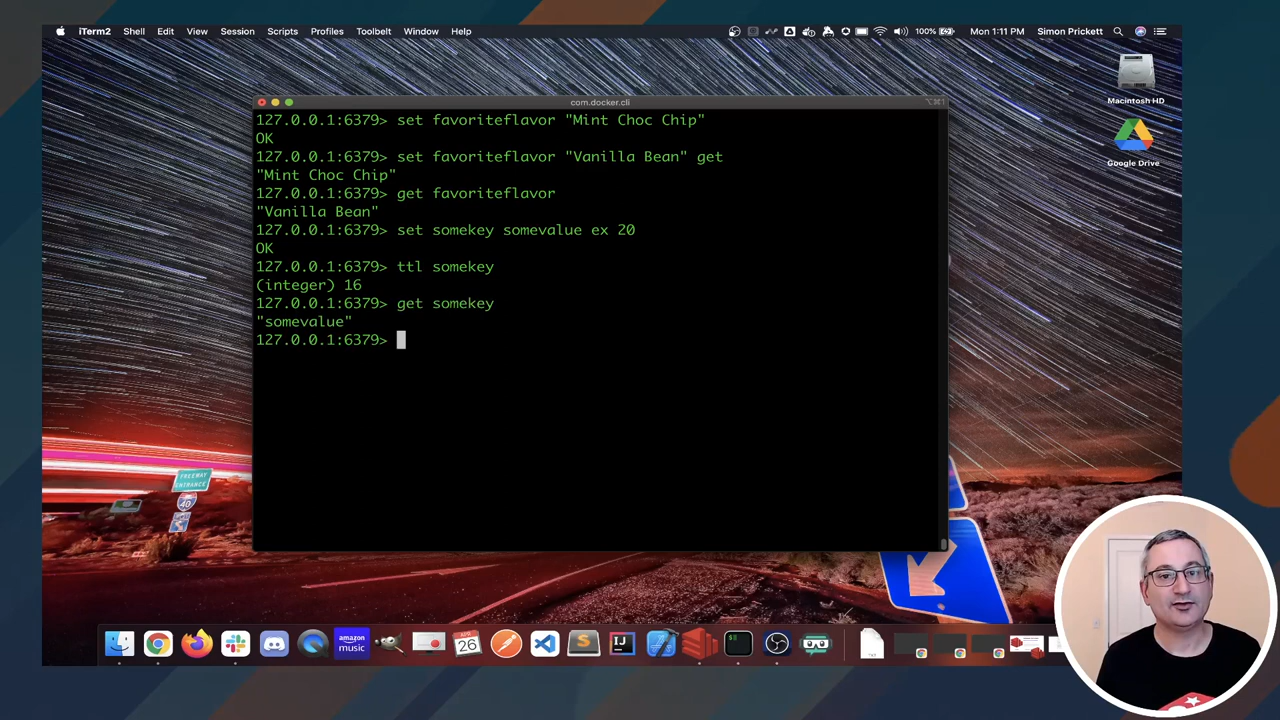 iTerm2 Shell Edit View Session Scripts Profiles Toolbelt Window Help 100% Mon 1:11 PM Simon Prickett
com.docker.cli
127.0.0.1:6379> set favoriteflavor "Mint Choc Chip"
OK
127.0.0.1:6379> set favoriteflavor "Vanilla Bean" get
"Mint Choc Chip"
127.0.0.1:6379> get favoriteflavor
"Vanilla Bean"
127.0.0.1:6379> set somekey somevalue ex 20
OK
127.0.0.1:6379> ttl somekey
(integer) 16
127.0.0.1:6379> get somekey
"somevalue"
127.0.0.1:6379>
Macintosh HD
Google Drive
FREEWAY
ENTRANCE
40
amazon
music
APR
26
S
IJ
$
TXT